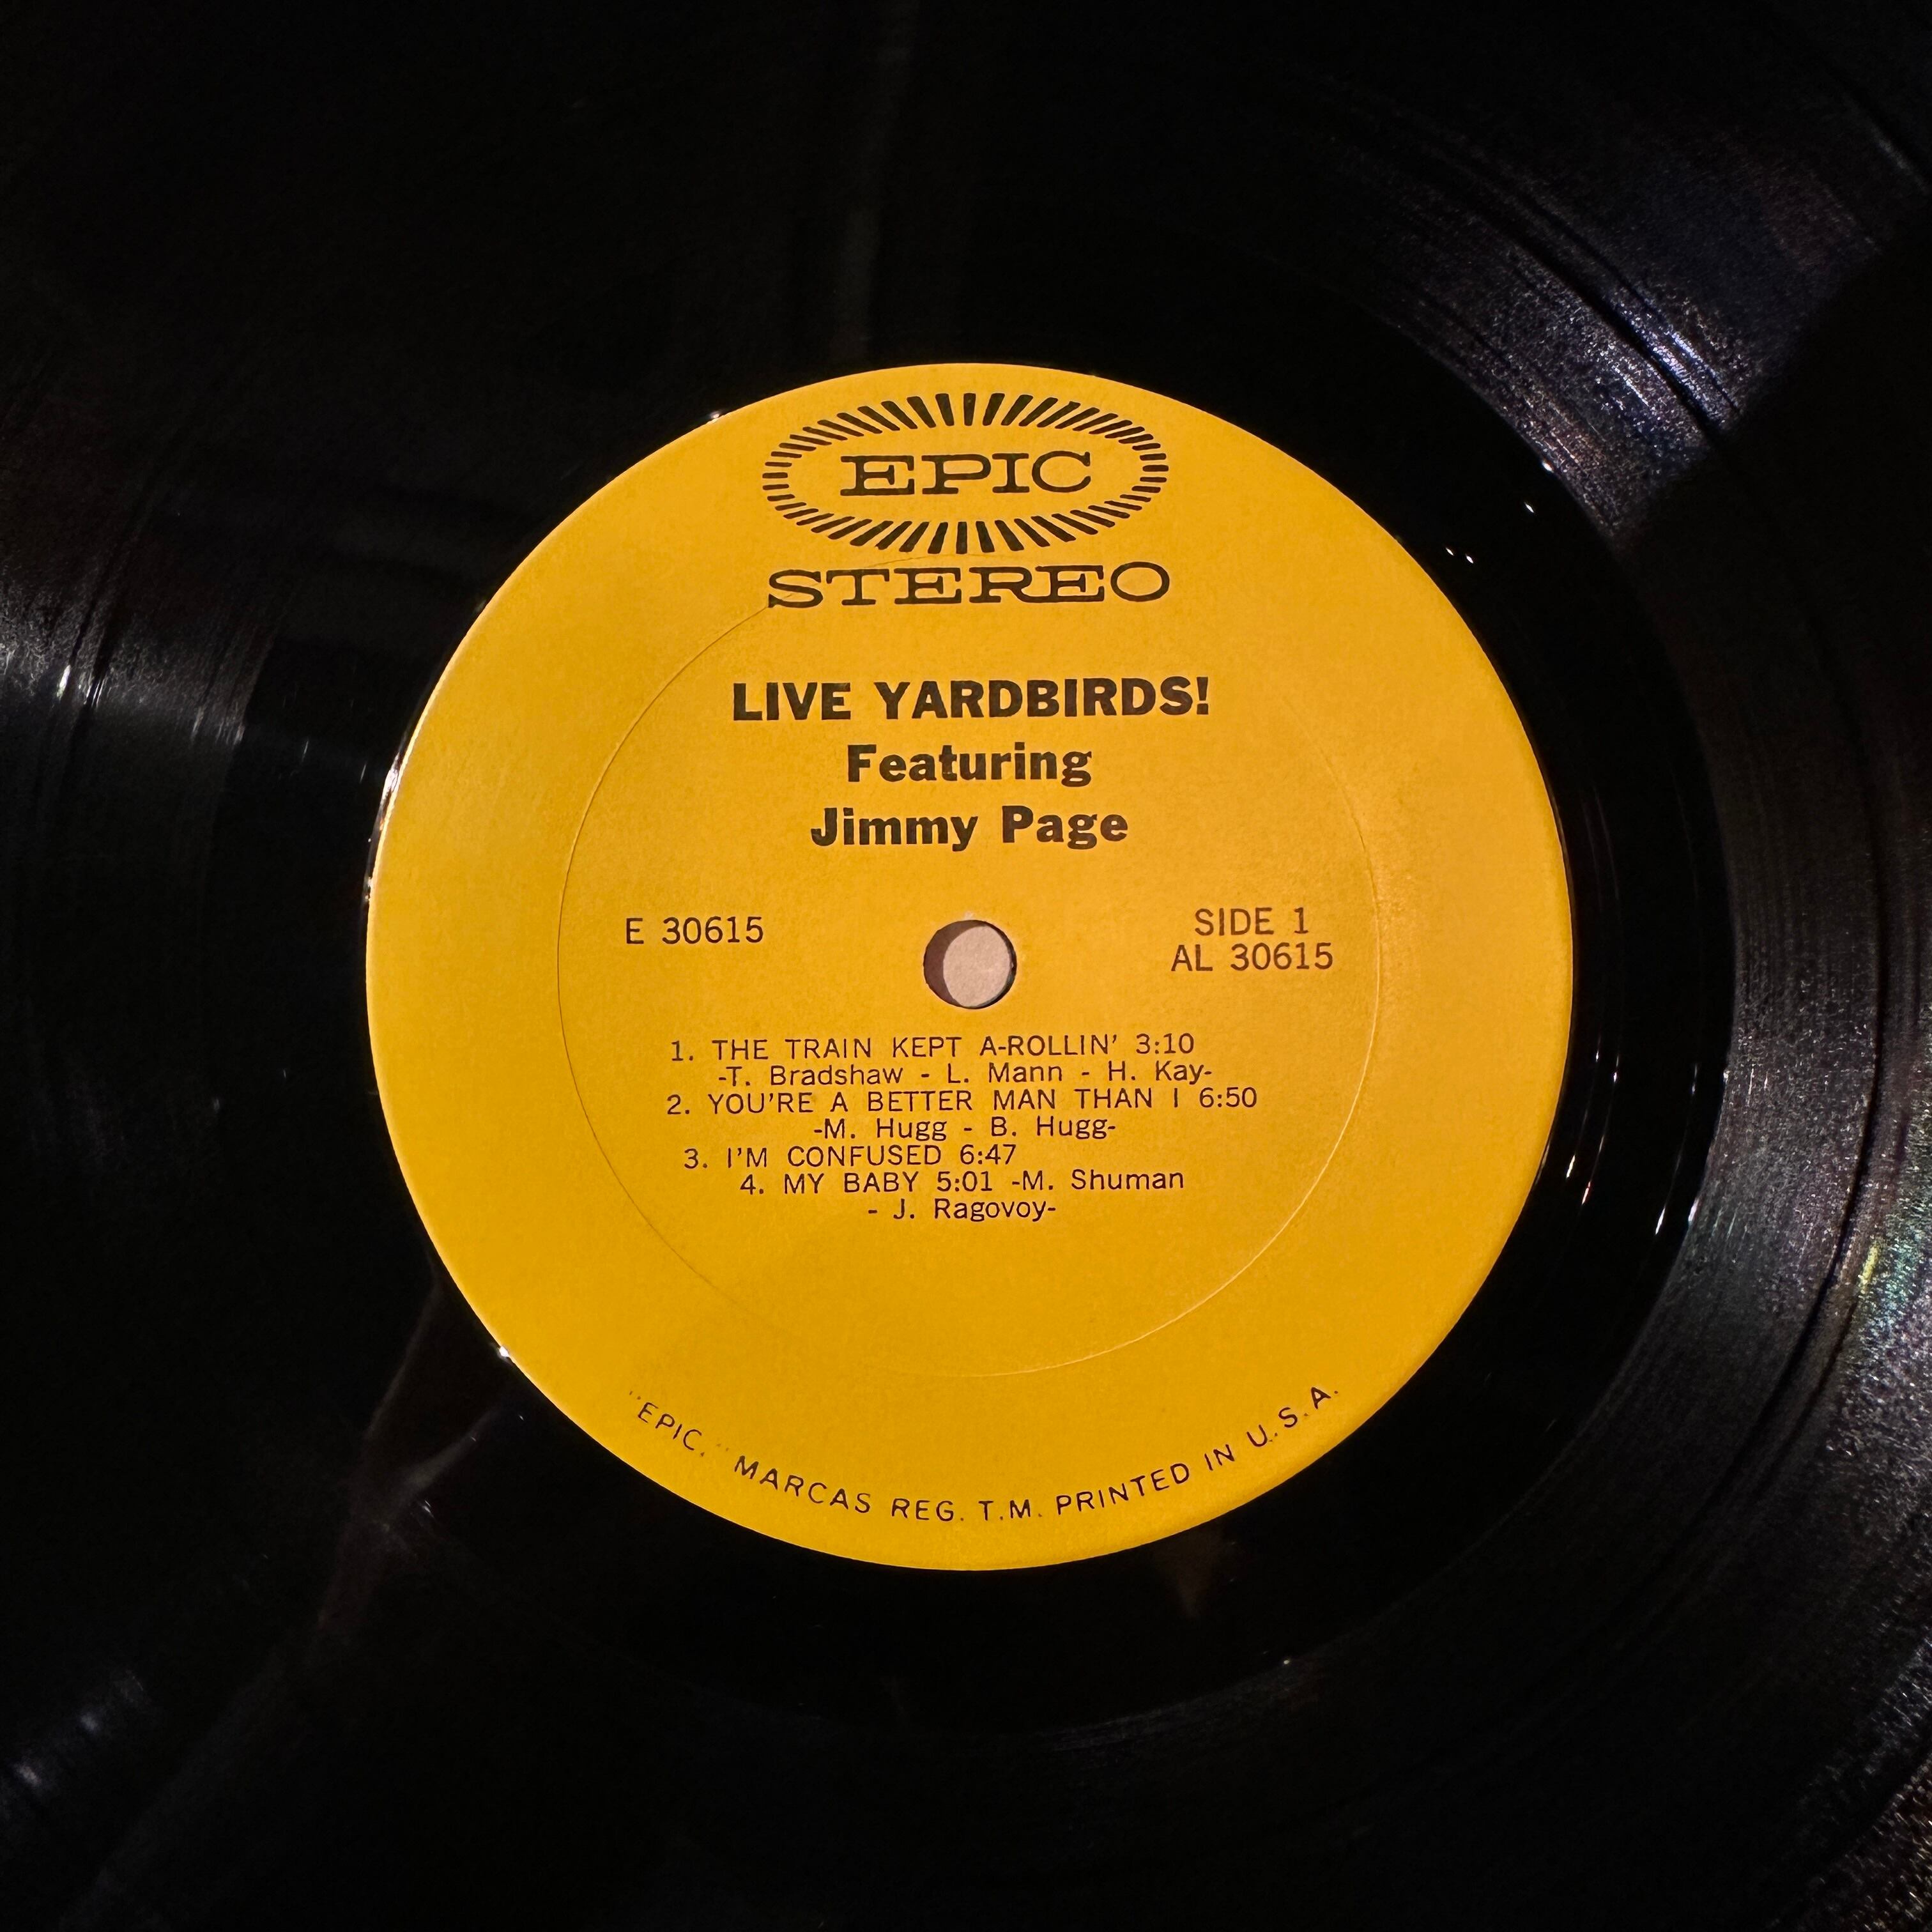 EPIC
STEREO
LIVE YARDBIRDS!
Featuring
Jimmy Page
E 30615
SIDE 1
AL 30615
1. THE TRAIN KEPT A-ROLLIN' 3:10
-T. Bradshaw - L. Mann - H. Kay-
2. YOU'RE A BETTER MAN THAN I 6:50
-M. Hugg - B. Hugg-
3. I'M CONFUSED 6:47
4. MY BABY 5:01 -M. Shuman
- J. Ragovoy-
"EPIC," MARCAS REG. T.M. PRINTED IN U.S.A.